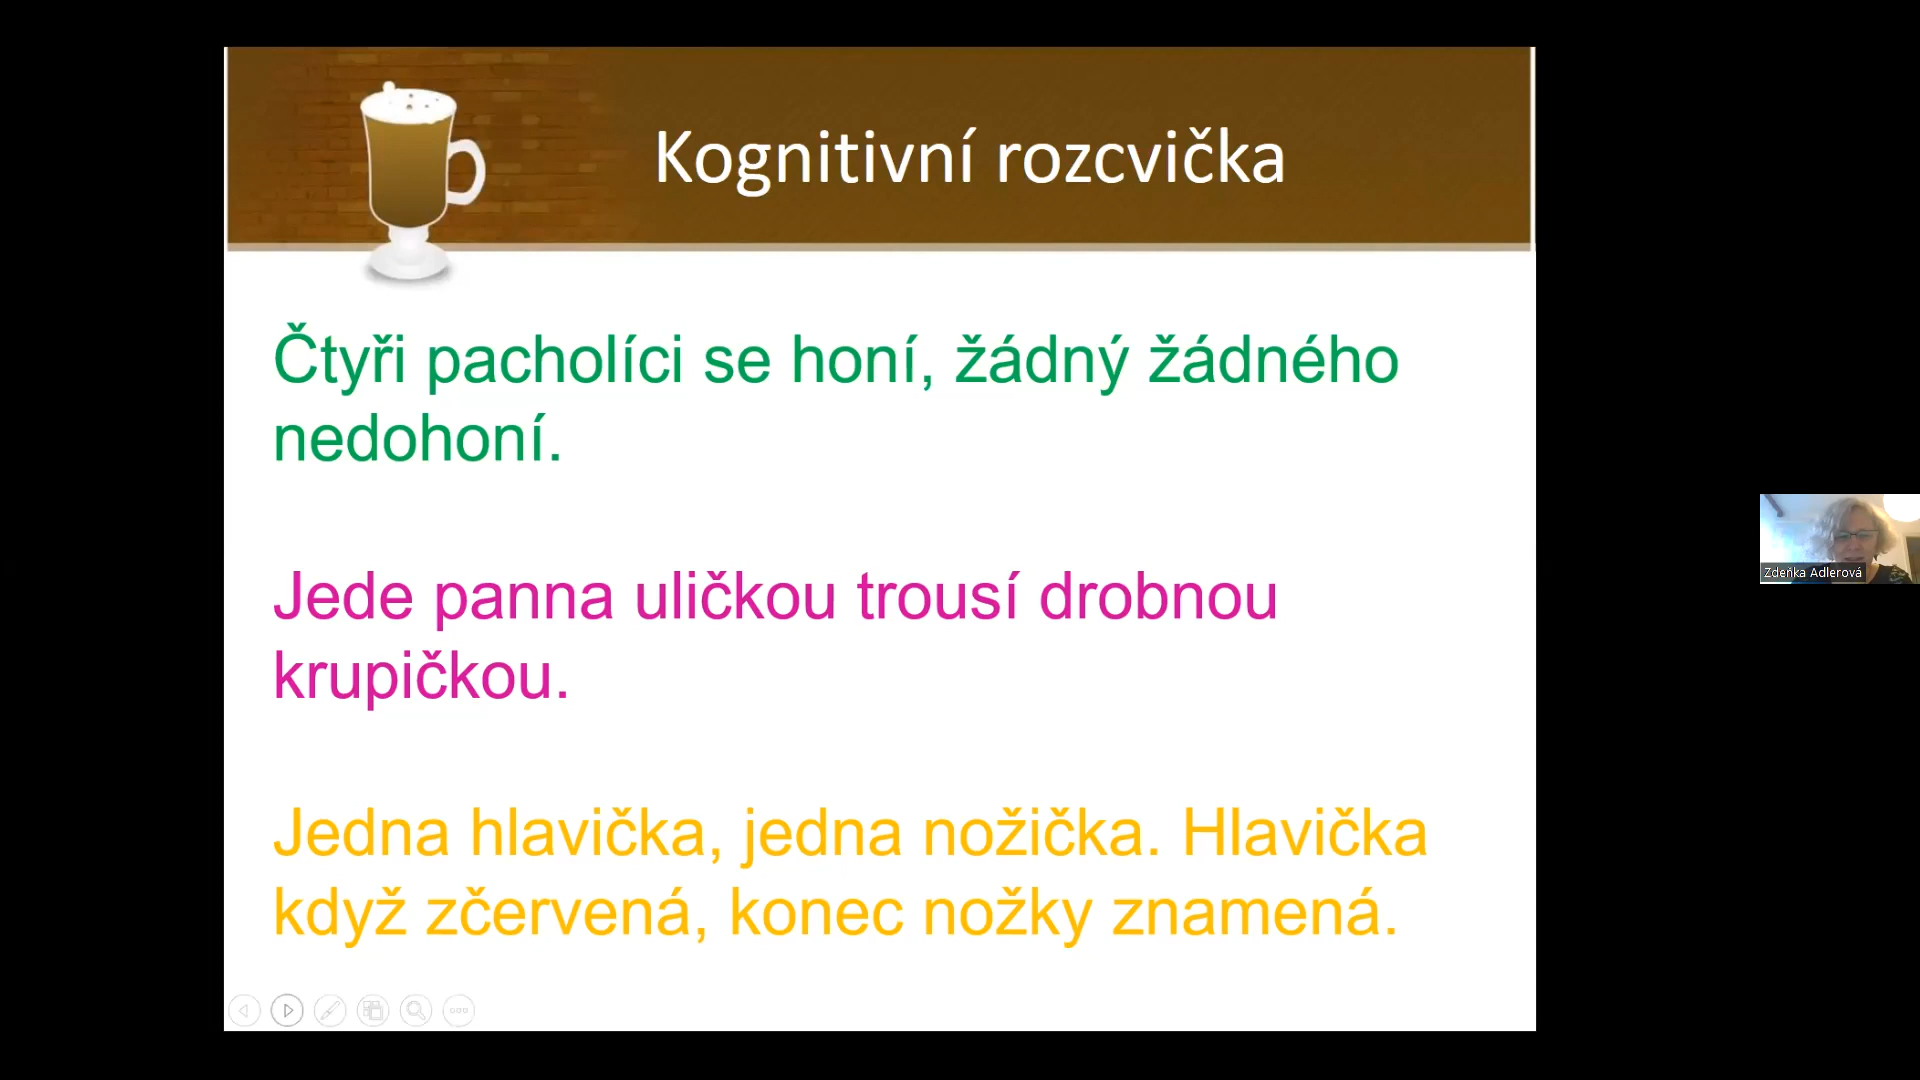 Kognitivní rozcvička
Čtyři pacholíci se honí, žádný žádného
nedohoní.
Jede panna uličkou trousí drobnou
krupičkou.
Jedna hlavička, jedna nožička. Hlavička
když zčervená, konec nožky znamená.
Zdeňka Adlerová